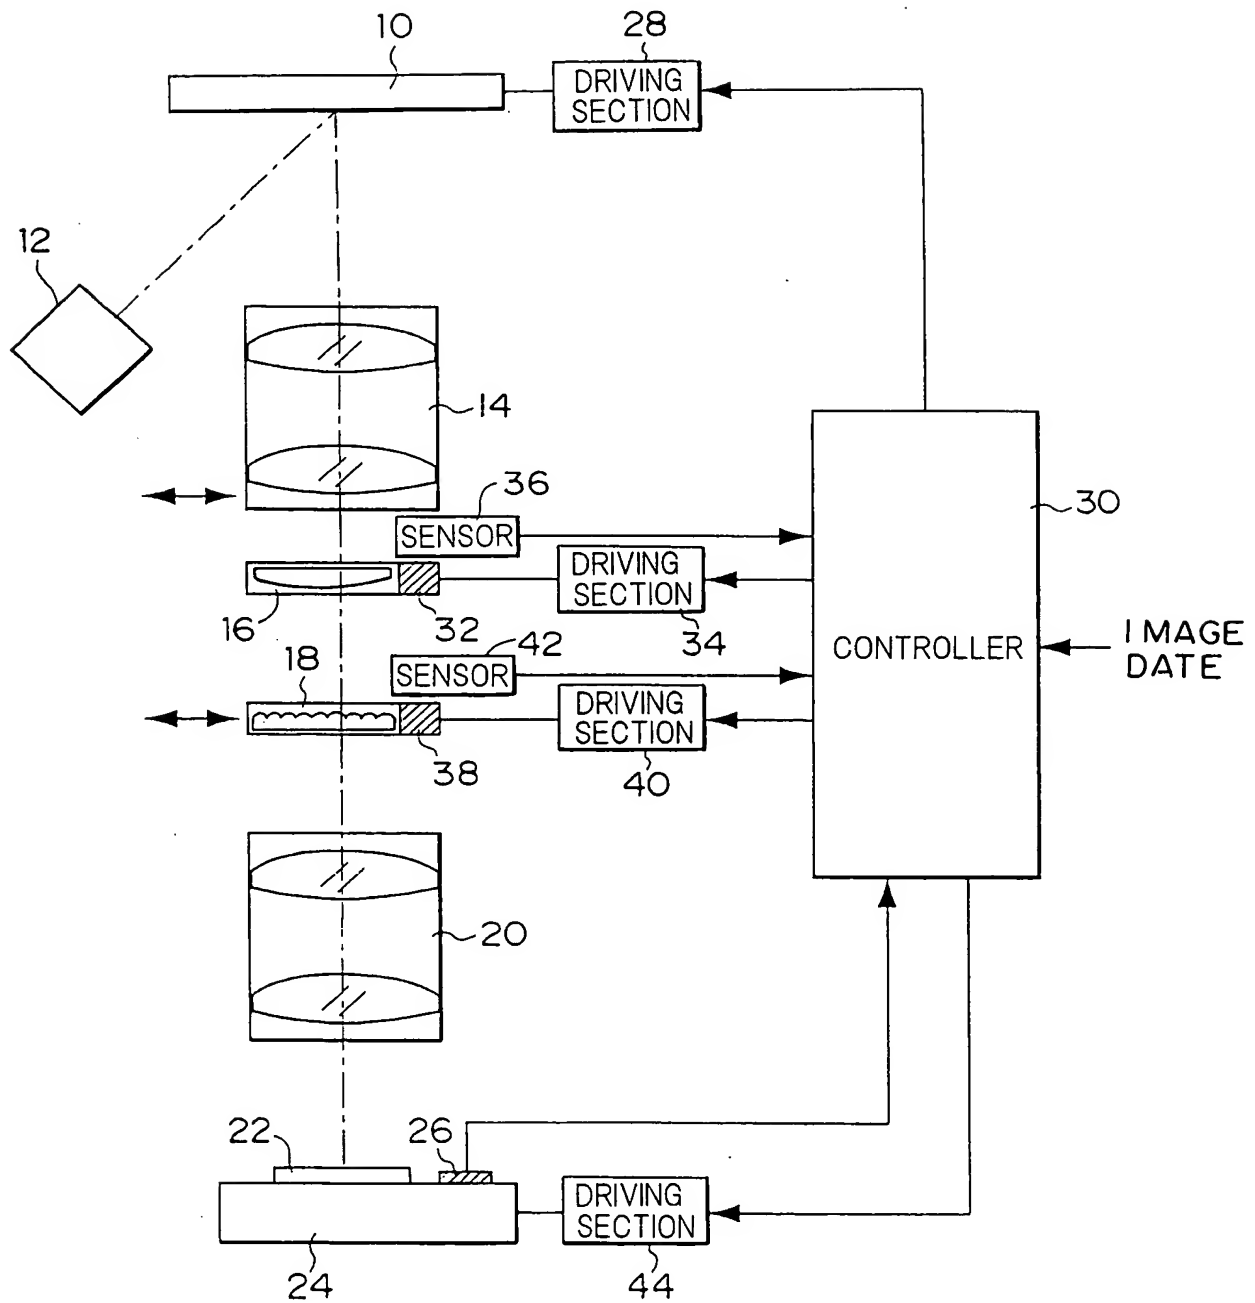 10
28
DRIVING
SECTION
12
14
36
SENSOR
30
DRIVING
SECTION
16
32
34
42
CONTROLLER
IMAGE
DATE
18
SENSOR
DRIVING
SECTION
38
40
20
22
26
DRIVING
SECTION
24
44